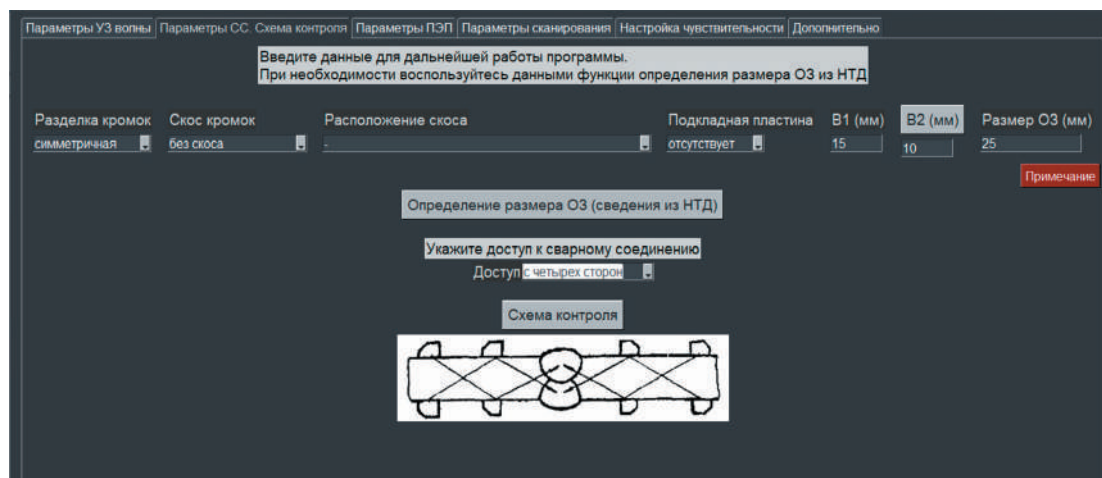 Параметры УЗ волны Параметры СС. Схема контроля Параметры ПЭП Параметры сканирования Настройка чувствительности Дополнительно
Введите данные для дальнейшей работы программы.
При необходимости воспользуйтесь данными функции определения размера ОЗ из НТД
Разделка кромок Скос кромок Расположение скоса Подкладная пластина В1 (мм) В2 (мм) Размер ОЗ (мм)
симметричная без скоса - отсутствует 15 10 25
Примечание
Определение размера ОЗ (сведения из НТД)
Укажите доступ к сварному соединению
Доступ с четырех сторон
Схема контроля